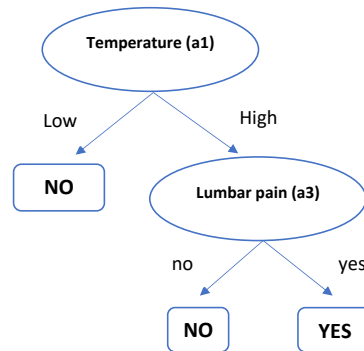 Temperature (a1)
Low
High
NO
Lumbar pain (a3)
no
yes
NO
YES